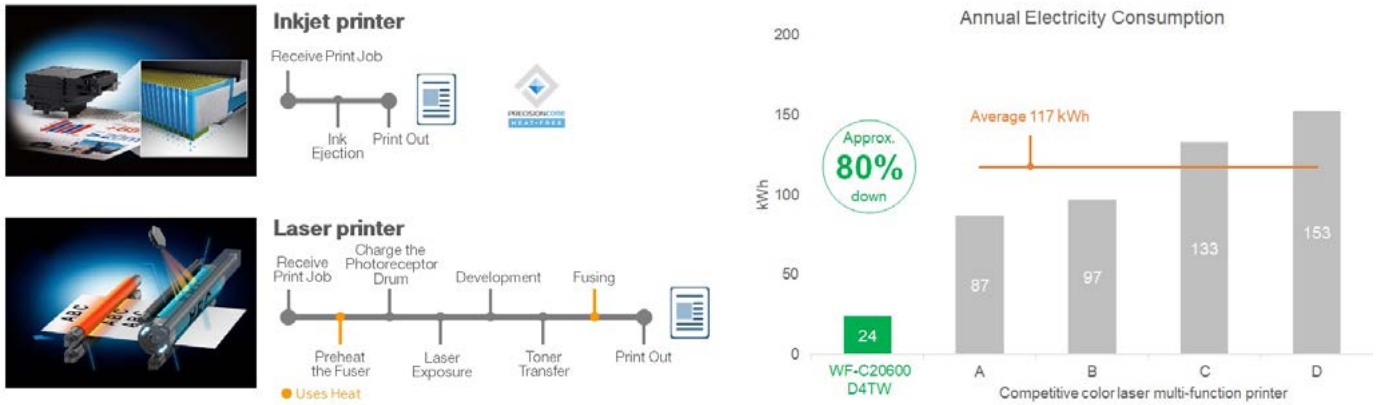 Inkjet printer
Receive Print Job
Ink
Ejection
Print Out
PRECISIONCORE
HEAT-FREE
Laser printer
Receive
Print Job
Charge the
Photoreceptor
Drum
Development
Fusing
Preheat
the Fuser
Laser
Exposure
Toner
Transfer
Print Out
Uses Heat
ABC
ABC
ABC
Annual Electricity Consumption
kWh
200
150
100
50
0
Approx.
80%
down
Average 117 kWh
24
87
97
133
153
WF-C20600
D4TW
A
B
C
D
Competitive color laser multi-function printer